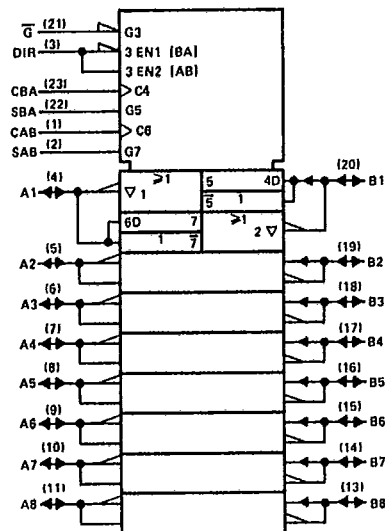 G̅ (21) G3
DIR (3) 3 EN1 [BA]
3 EN2 [AB]
CBA (23) C4
SBA (22) G5
CAB (1) C6
SAB (2) G7
A1 (4) ▽ 1 ≥1 5 4D (20) B1
5̅ 1
6D 7 ≥1
1 7̅ 2 ▽
A2 (5) (19) B2
A3 (6) (18) B3
A4 (7) (17) B4
A5 (8) (16) B5
A6 (9) (15) B6
A7 (10) (14) B7
A8 (11) (13) B8